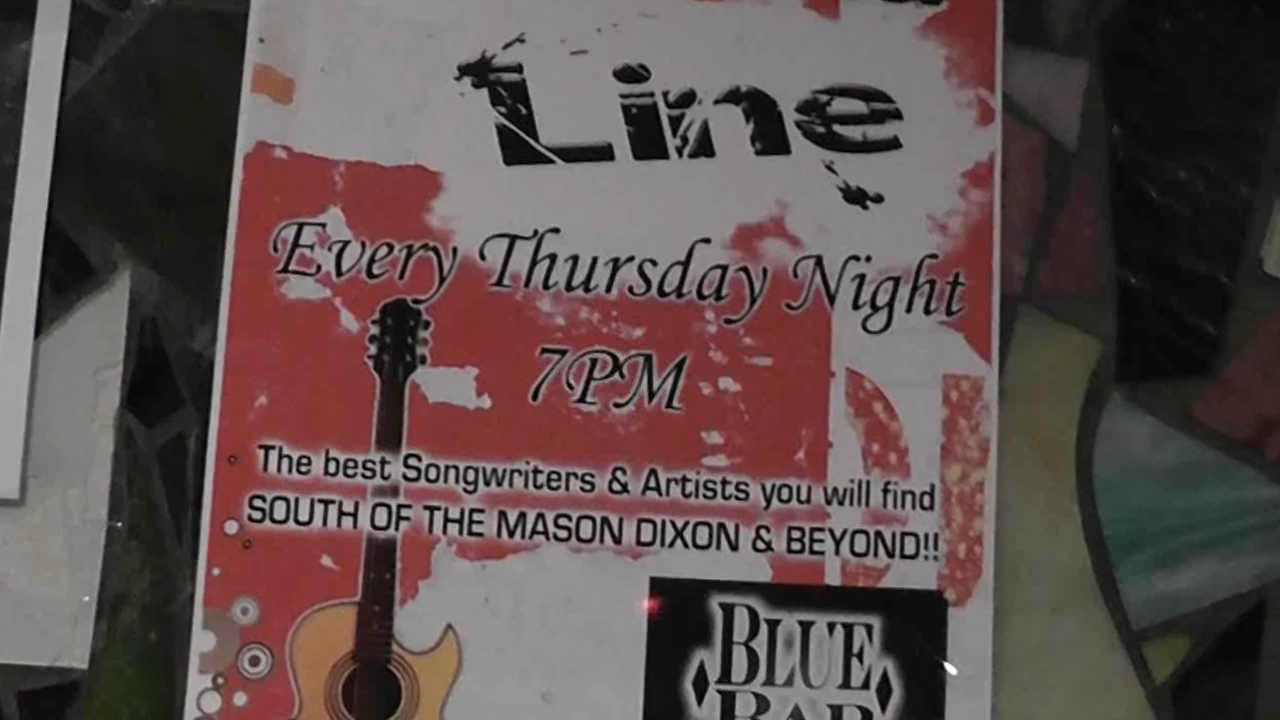 Line
Every Thursday Night
7PM
The best Songwriters & Artists you will find
SOUTH OF THE MASON DIXON & BEYOND!!
BLUE
BAR